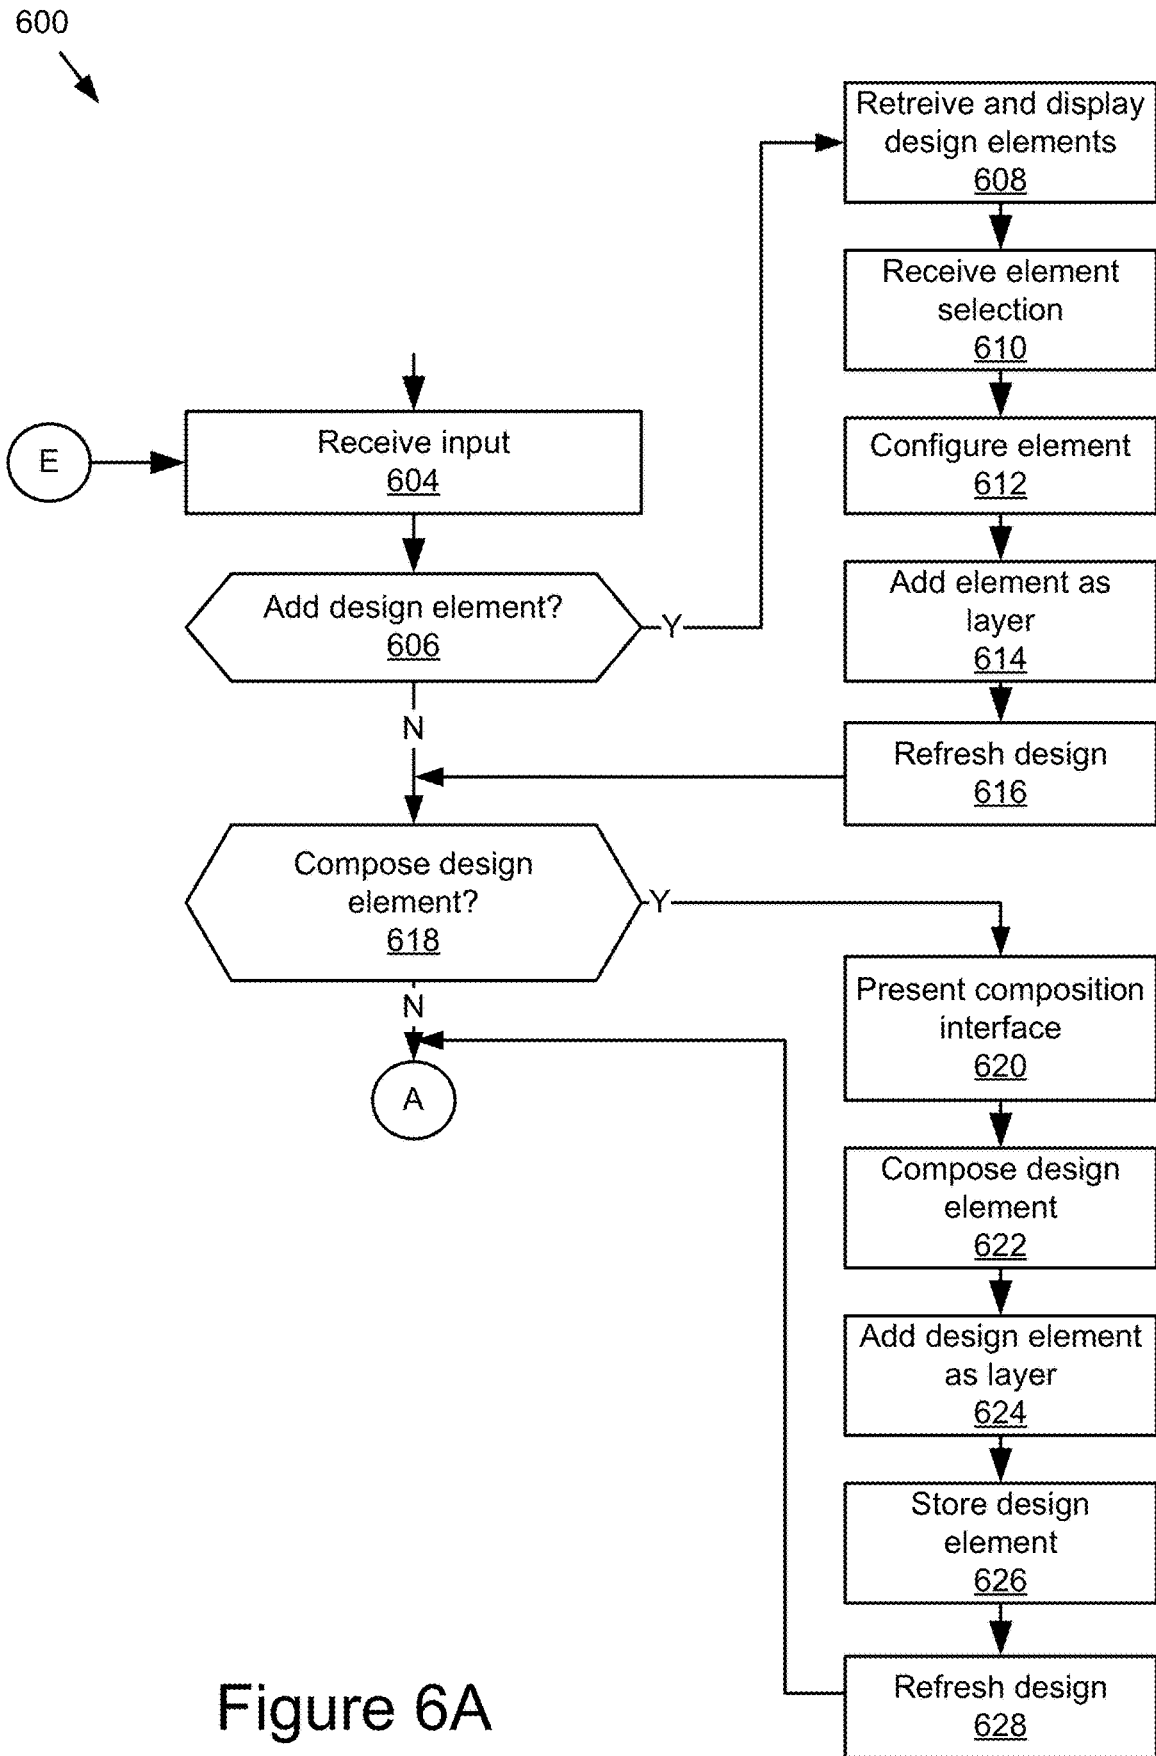 600
Retreive and display
design elements
608
Receive element
selection
610
Configure element
612
Add element as
layer
614
Refresh design
616
E
Receive input
604
Add design element?
606
Y
N
Compose design
element?
618
Y
N
A
Present composition
interface
620
Compose design
element
622
Add design element
as layer
624
Store design
element
626
Refresh design
628
Figure 6A